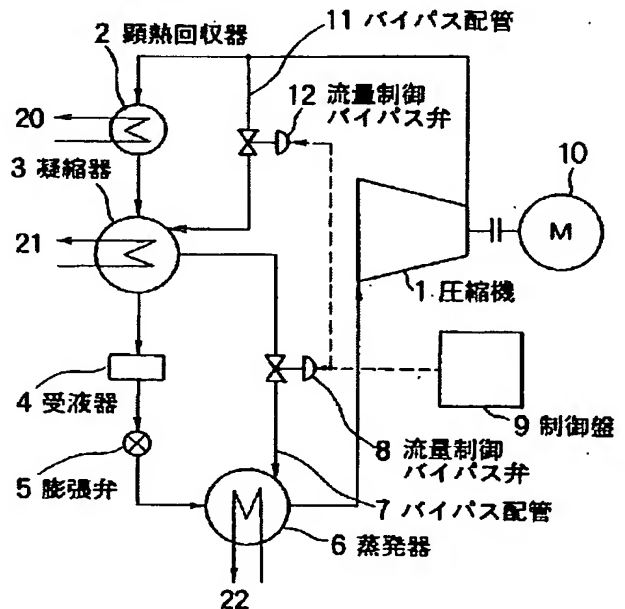 11 バイパス配管
2 顕熱回収器
12 流量制御
バイパス弁
20
10
3 凝縮器
M
21
1 圧縮機
4 受液器
9 制御盤
8 流量制御
バイパス弁
5 膨張弁
7 バイパス配管
6 蒸発器
22